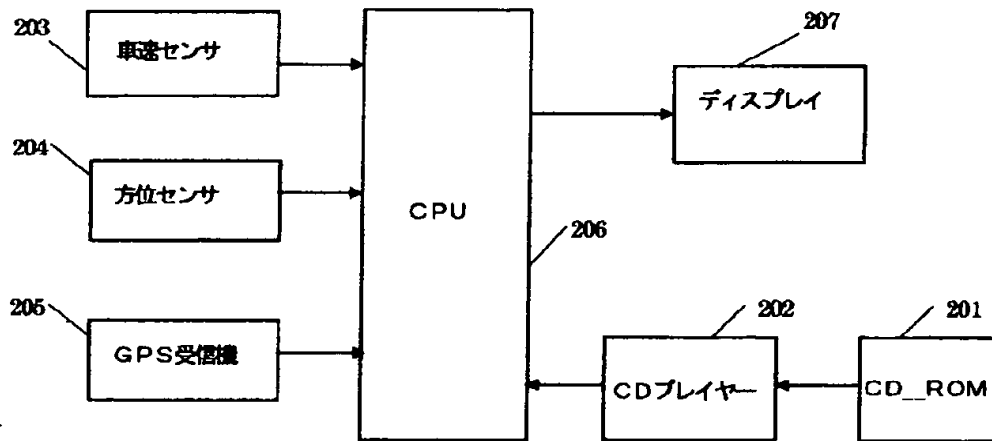 203
車速センサ
207
ディスプレイ
204
方位センサ
CPU
206
205
GPS受信機
202
201
CDプレイヤー
CD__ROM